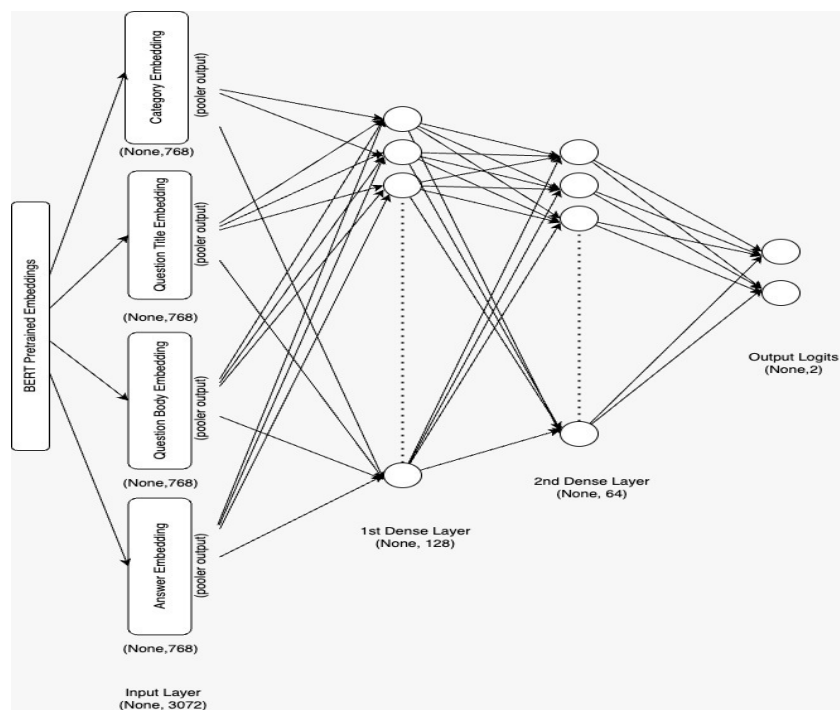 BERT Pretrained Embeddings
Category Embedding
(pooler output)
(None,768)
Question Title Embedding
(pooler output)
(None,768)
Question Body Embedding
(pooler output)
(None,768)
Answer Embedding
(pooler output)
(None,768)
Input Layer
(None, 3072)
1st Dense Layer
(None, 128)
2nd Dense Layer
(None, 64)
Output Logits
(None,2)